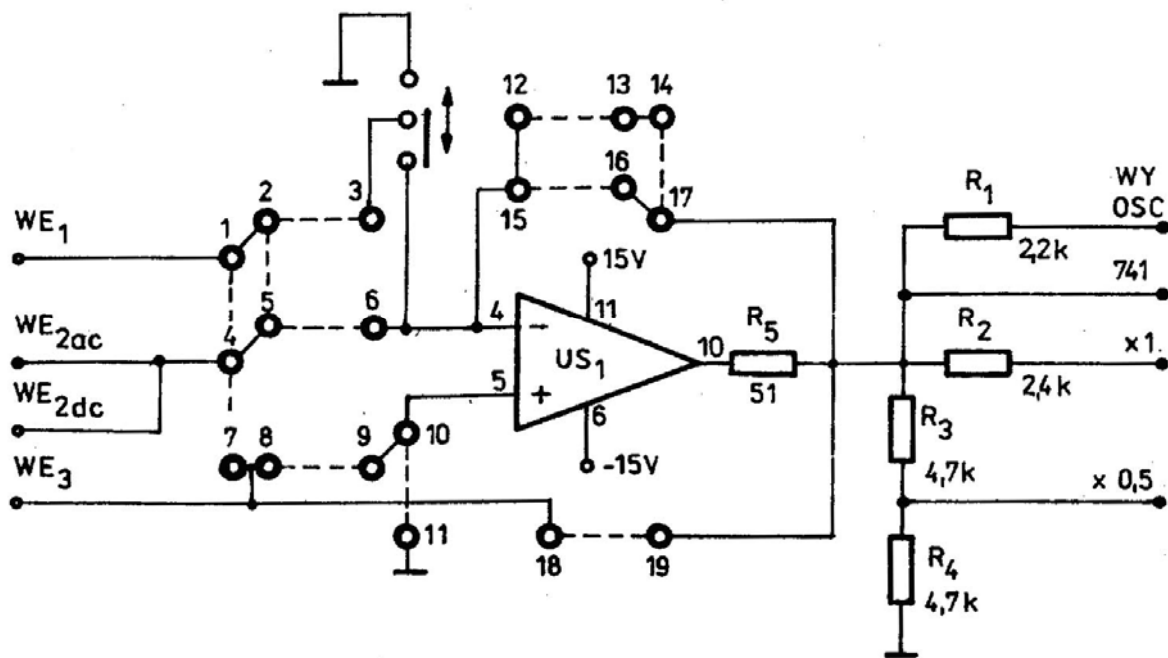 12 13 14
2 3 15 16 17
WE1 1
R1 WY OSC
2,2k
15V 741
5 6 4 − 11
WE2ac 4 US1 10 R5 R2 x1
51 2,4k
WE2dc 5 + 6
7 8 9 10 -15V R3
WE3 4,7k x 0,5
11 18 19 R4
4,7k